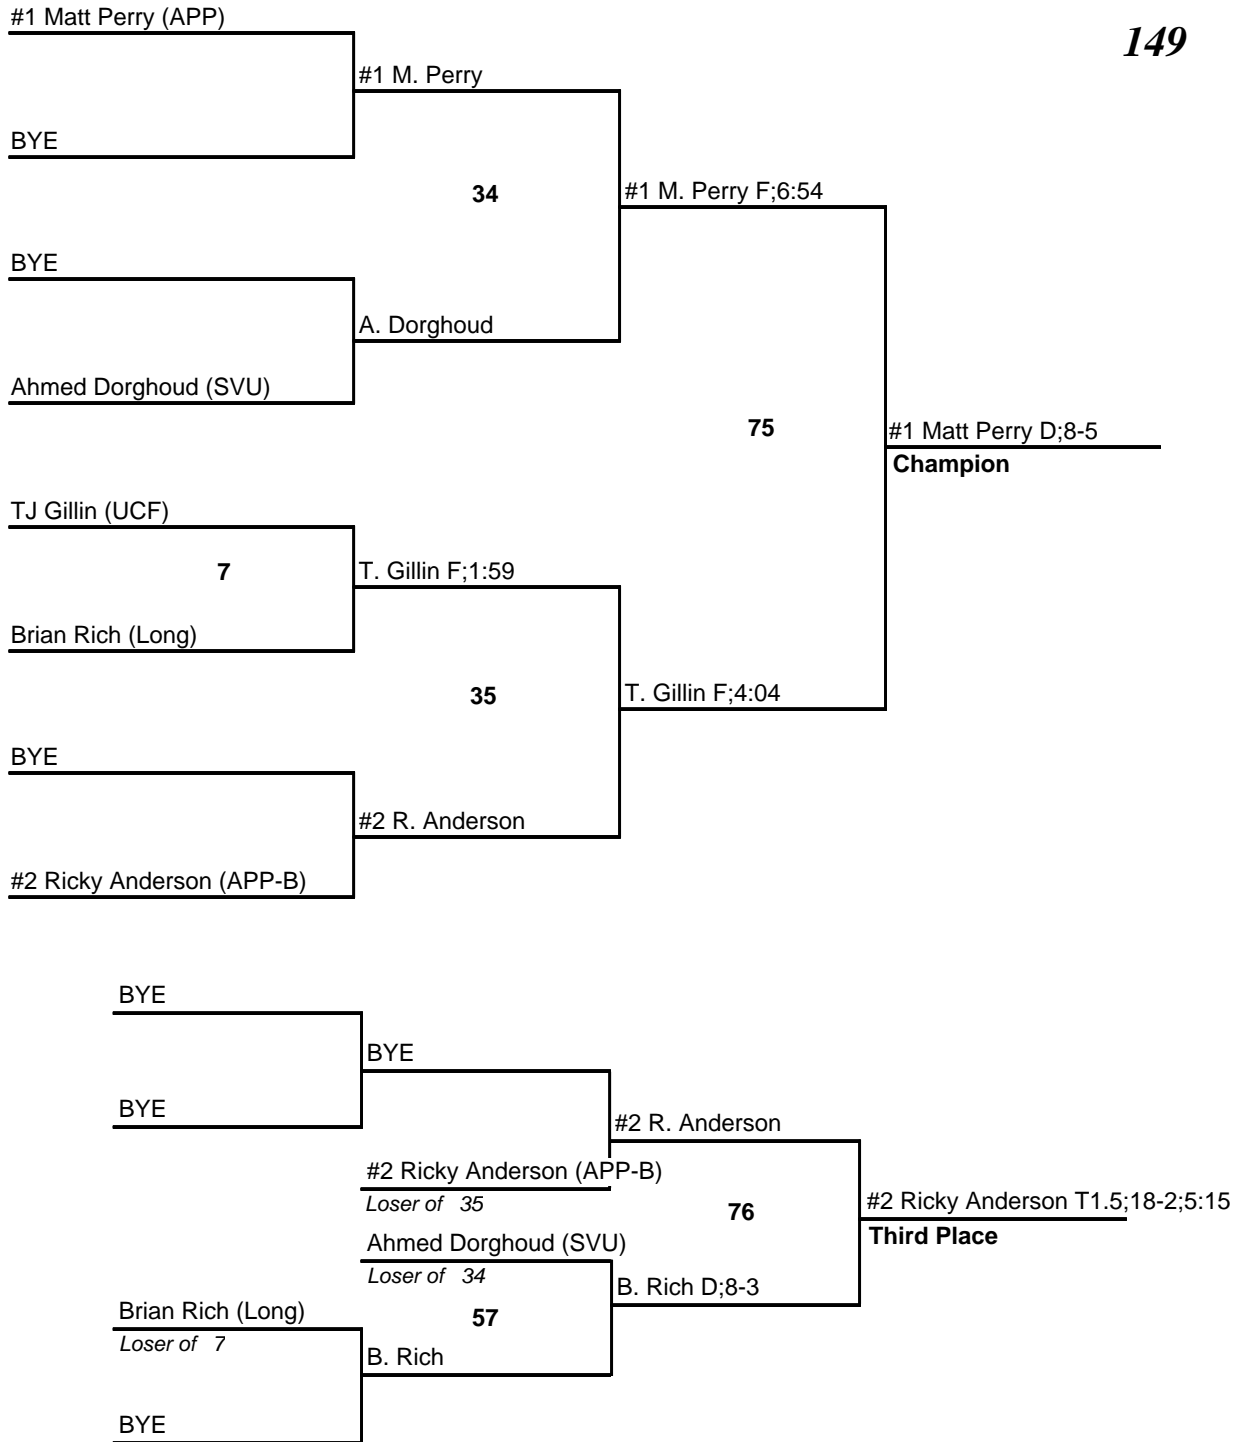 #1 Matt Perry (APP)
149
#1 M. Perry
BYE
34
#1 M. Perry F;6:54
BYE
A. Dorghoud
Ahmed Dorghoud (SVU)
75
#1 Matt Perry D;8-5
Champion
TJ Gillin (UCF)
7
T. Gillin F;1:59
Brian Rich (Long)
35
T. Gillin F;4:04
BYE
#2 R. Anderson
#2 Ricky Anderson (APP-B)
BYE
BYE
BYE
#2 R. Anderson
#2 Ricky Anderson (APP-B)
Loser of 35
76
#2 Ricky Anderson T1.5;18-2;5:15
Third Place
Ahmed Dorghoud (SVU)
Loser of 34
B. Rich D;8-3
Brian Rich (Long)
57
Loser of 7
B. Rich
BYE